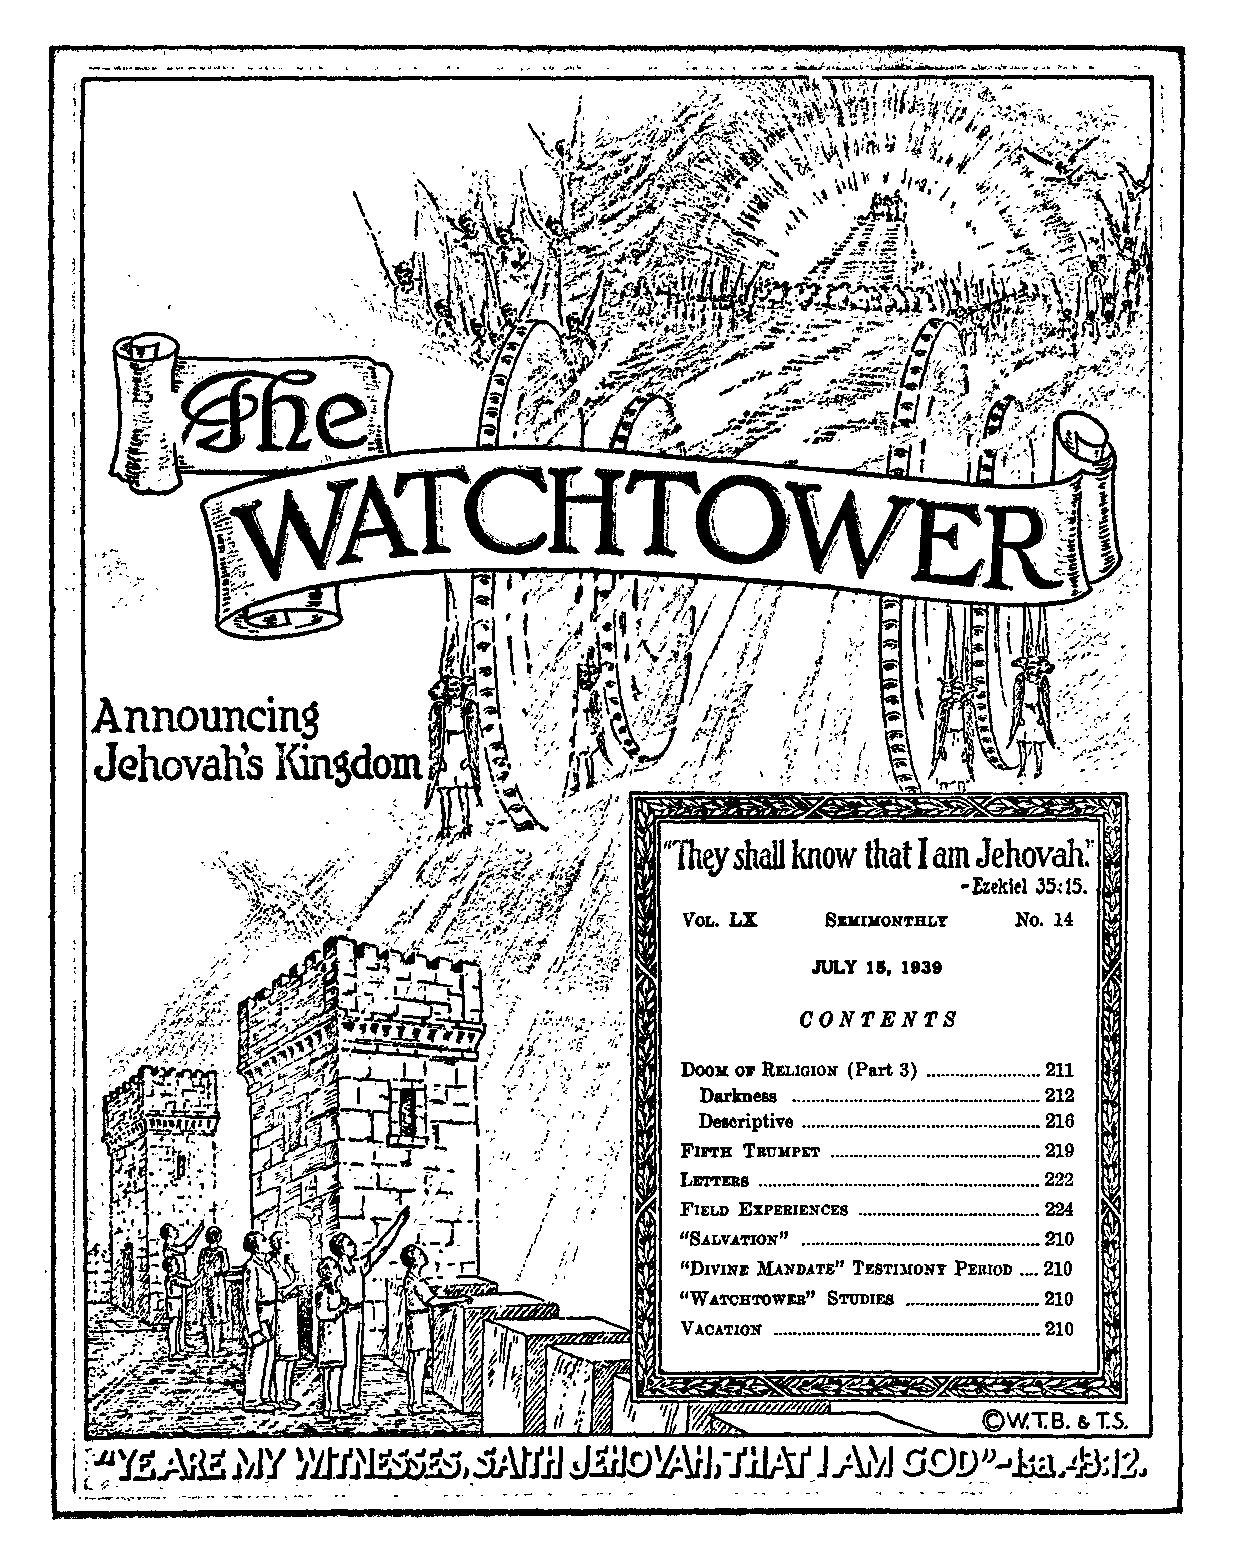 The
WATCHTOWER
Announcing
Jehovah's Kingdom
"They shall know that I am Jehovah."
-Ezekiel 35:15.
VOL. LX SEMIMONTHLY No. 14
JULY 15, 1939
CONTENTS
DOOM OF RELIGION (Part 3) ...................... 211
Darkness ................................................ 212
Descriptive .............................................. 216
FIFTH TRUMPET ........................................ 219
LETTERS ...................................................... 222
FIELD EXPERIENCES .................................. 224
"SALVATION" .............................................. 210
"DIVINE MANDATE" TESTIMONY PERIOD .... 210
"WATCHTOWER" STUDIES .......................... 210
VACATION .................................................... 210
©W.T.B. & T.S.
"YE ARE MY WITNESSES, SAITH JEHOVAH, THAT I AM GOD"-Isa.43:12.